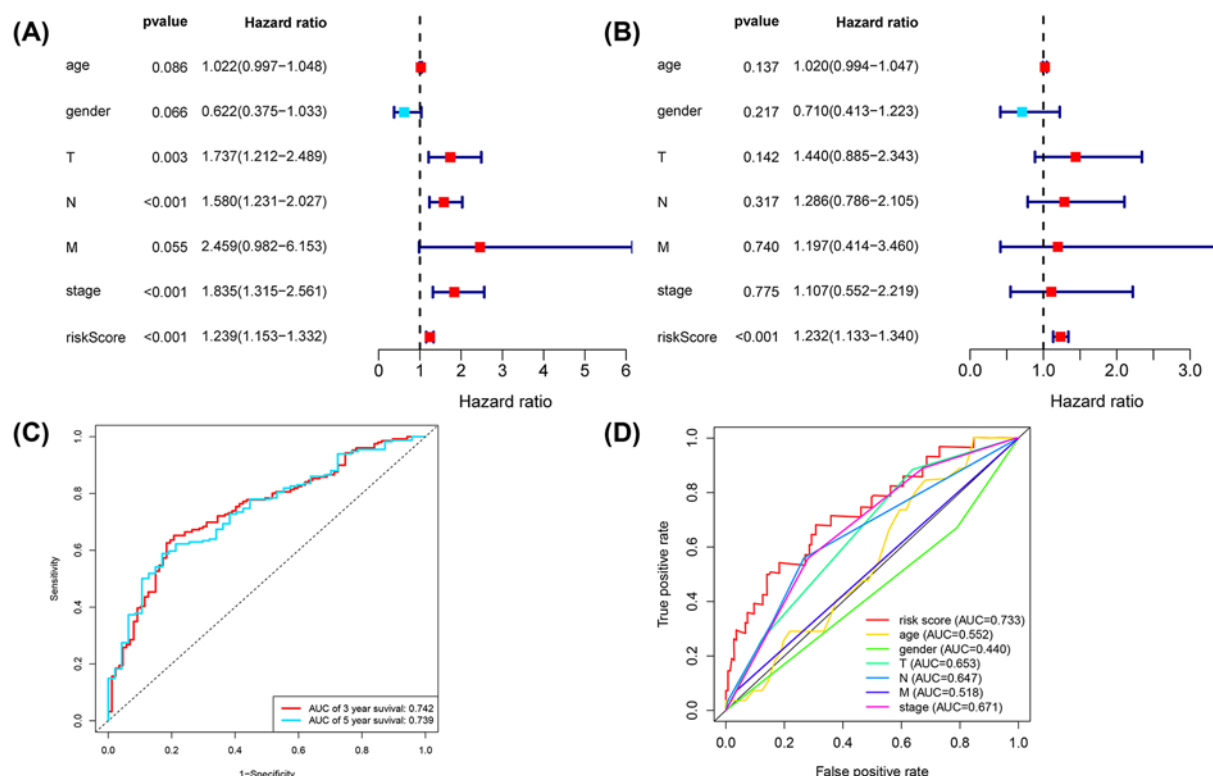 (A)
pvalue Hazard ratio
age 0.086 1.022(0.997−1.048)
gender 0.066 0.622(0.375−1.033)
T 0.003 1.737(1.212−2.489)
N <0.001 1.580(1.231−2.027)
M 0.055 2.459(0.982−6.153)
stage <0.001 1.835(1.315−2.561)
riskScore <0.001 1.239(1.153−1.332)
0 1 2 3 4 5 6
Hazard ratio
(B)
pvalue Hazard ratio
age 0.137 1.020(0.994−1.047)
gender 0.217 0.710(0.413−1.223)
T 0.142 1.440(0.885−2.343)
N 0.317 1.286(0.786−2.105)
M 0.740 1.197(0.414−3.460)
stage 0.775 1.107(0.552−2.219)
riskScore <0.001 1.232(1.133−1.340)
0.0 1.0 2.0 3.0
Hazard ratio
(C)
Sensitivity
1.0
0.8
0.6
0.4
0.2
0.0
AUC of 3 year suvival: 0.742
AUC of 5 year suvival: 0.739
0.0 0.2 0.4 0.6 0.8 1.0
1−Specificity
(D)
True positive rate
1.0
0.8
0.6
0.4
0.2
0.0
risk score (AUC=0.733)
age (AUC=0.552)
gender (AUC=0.440)
T (AUC=0.653)
N (AUC=0.647)
M (AUC=0.518)
stage (AUC=0.671)
0.0 0.2 0.4 0.6 0.8 1.0
False positive rate